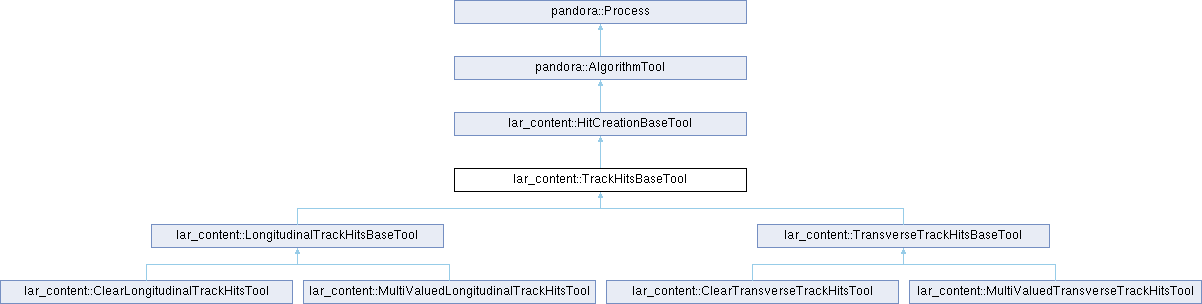 pandora::Process
pandora::AlgorithmTool
lar_content::HitCreationBaseTool
lar_content::TrackHitsBaseTool
lar_content::LongitudinalTrackHitsBaseTool
lar_content::TransverseTrackHitsBaseTool
lar_content::ClearLongitudinalTrackHitsTool
lar_content::MultiValuedLongitudinalTrackHitsTool
lar_content::ClearTransverseTrackHitsTool
lar_content::MultiValuedTransverseTrackHitsTool